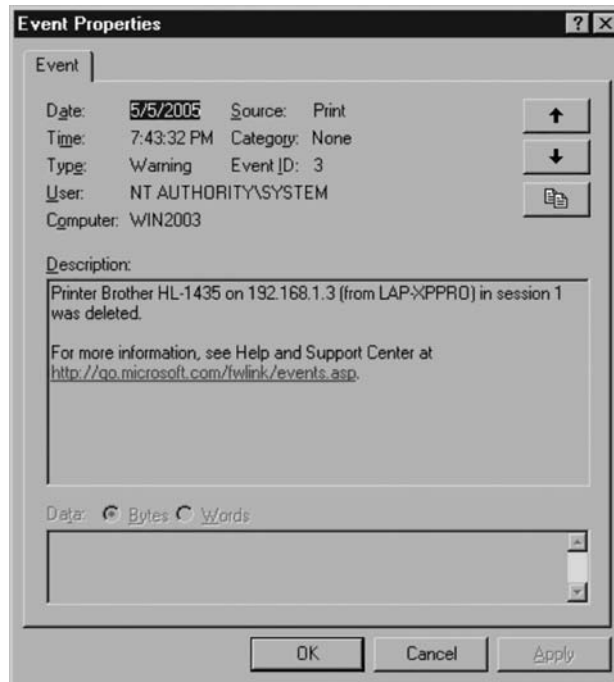 Event Properties
Event
Date: 5/5/2005 Source: Print
Time: 7:43:32 PM Category: None
Type: Warning Event ID: 3
User: NT AUTHORITY\SYSTEM
Computer: WIN2003
Description:
Printer Brother HL-1435 on 192.168.1.3 (from LAP-XPPRO) in session 1
was deleted.
For more information, see Help and Support Center at
http://go.microsoft.com/fwlink/events.asp.
Data: Bytes Words
OK Cancel Apply